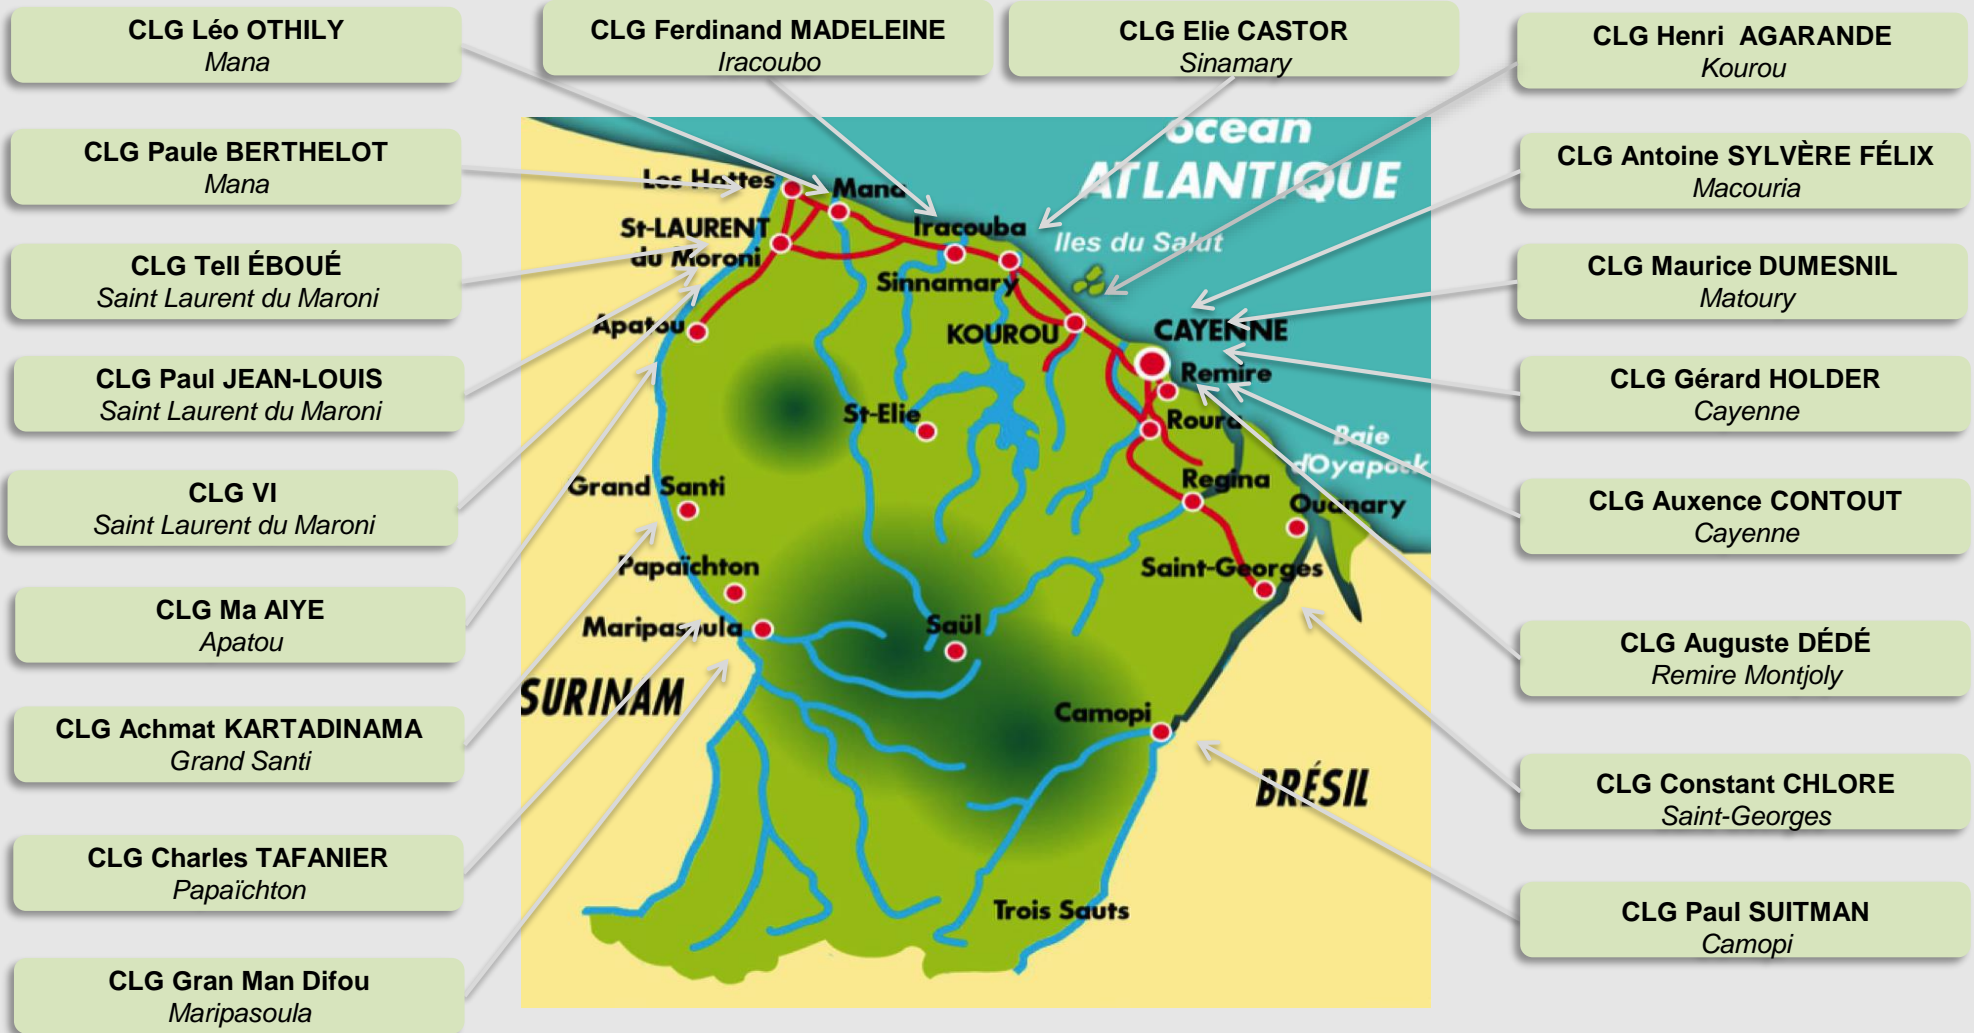 CLG Léo OTHILY
Mana
CLG Ferdinand MADELEINE
Iracoubo
CLG Elie CASTOR
Sinamary
CLG Henri AGARANDE
Kourou
CLG Paule BERTHELOT
Mana
CLG Tell ÉBOUÉ
Saint Laurent du Maroni
CLG Paul JEAN-LOUIS
Saint Laurent du Maroni
CLG VI
Saint Laurent du Maroni
CLG Ma AIYE
Apatou
CLG Achmat KARTADINAMA
Grand Santi
CLG Charles TAFANIER
Papaïchton
CLG Gran Man Difou
Maripasoula
océan
ATLANTIQUE
Les Hattes
Mana
St-LAURENT
du Moroni
Iracouba
Iles du Salut
Sinnamary
Apatou
KOUROU
CAYENNE
Remire
St-Elie
Roura
Baie
d'Oyapock
Grand Santi
Regina
Ouanary
Papaïchton
Saint-Georges
Maripasoula
Saül
SURINAM
Camopi
BRÉSIL
Trois Sauts
CLG Antoine SYLVÈRE FÉLIX
Macouria
CLG Maurice DUMESNIL
Matoury
CLG Gérard HOLDER
Cayenne
CLG Auxence CONTOUT
Cayenne
CLG Auguste DÉDÉ
Remire Montjoly
CLG Constant CHLORE
Saint-Georges
CLG Paul SUITMAN
Camopi